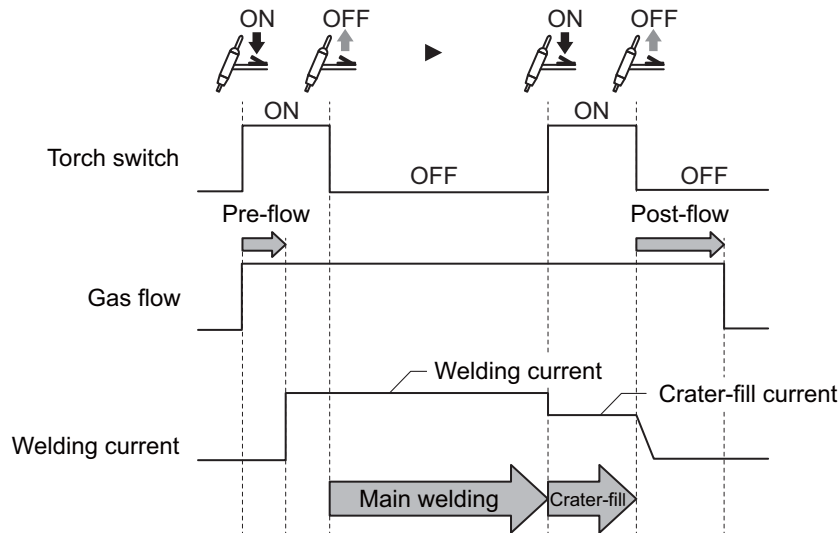 ON OFF ON OFF
ON ON
Torch switch
OFF OFF
Pre-flow Post-flow
Gas flow
Welding current
Crater-fill current
Welding current
Main welding Crater-fill